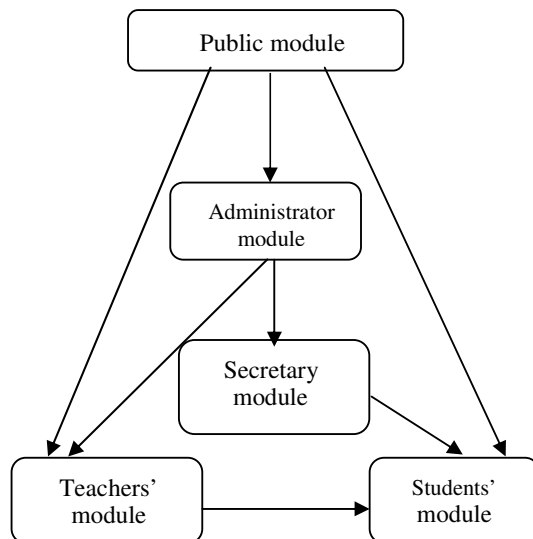 Public module
Administrator
module
Secretary
module
Teachers’
module
Students’
module